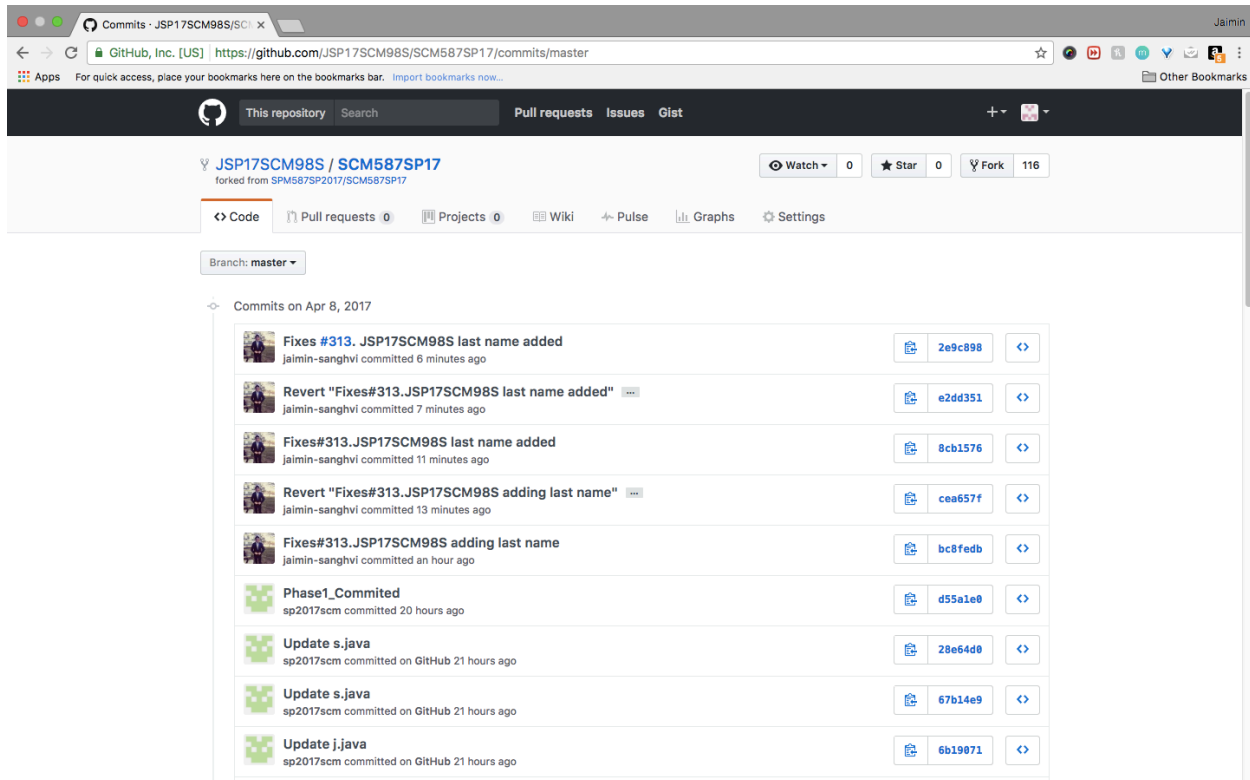 Commits · JSP17SCM98S/SC
Jaimin
GitHub, Inc. [US] https://github.com/JSP17SCM98S/SCM587SP17/commits/master
Apps For quick access, place your bookmarks here on the bookmarks bar. Import bookmarks now... Other Bookmarks
This repository Search Pull requests Issues Gist
JSP17SCM98S / SCM587SP17 Watch 0 Star 0 Fork 116
forked from SPM587SP2017/SCM587SP17
Code Pull requests 0 Projects 0 Wiki Pulse Graphs Settings
Branch: master
Commits on Apr 8, 2017
Fixes #313. JSP17SCM98S last name added
jaimin-sanghvi committed 6 minutes ago
2e9c898
Revert "Fixes#313.JSP17SCM98S last name added" …
jaimin-sanghvi committed 7 minutes ago
e2dd351
Fixes#313.JSP17SCM98S last name added
jaimin-sanghvi committed 11 minutes ago
8cb1576
Revert "Fixes#313.JSP17SCM98S adding last name" …
jaimin-sanghvi committed 13 minutes ago
cea657f
Fixes#313.JSP17SCM98S adding last name
jaimin-sanghvi committed an hour ago
bc8fedb
Phase1_Commited
sp2017scm committed 20 hours ago
d55a1e0
Update s.java
sp2017scm committed on GitHub 21 hours ago
28e64d0
Update s.java
sp2017scm committed on GitHub 21 hours ago
67b14e9
Update j.java
sp2017scm committed on GitHub 21 hours ago
6b19071